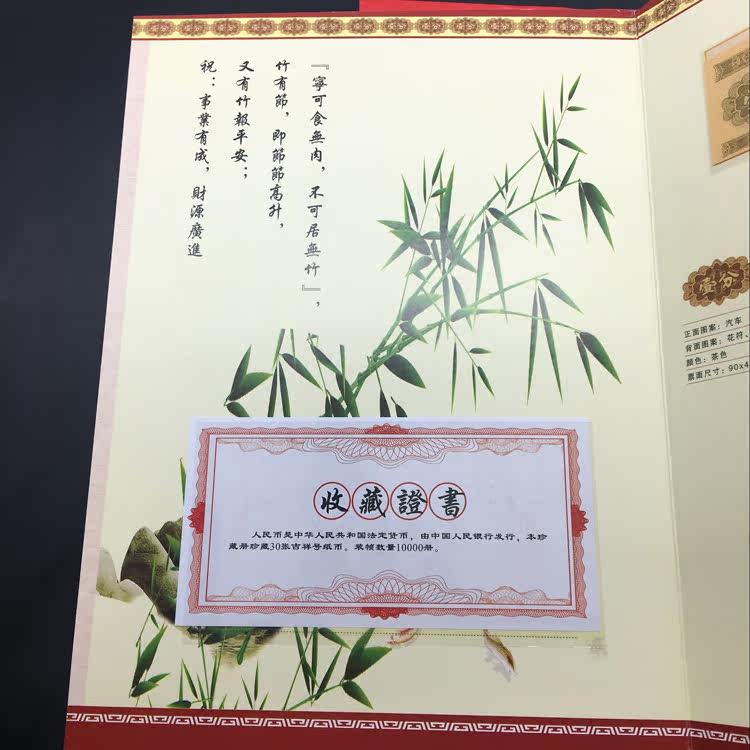 『寧可食無肉，不可居無竹』，
竹有節，即節節高升，
又有竹報平安；
祝：事業有成，財源廣進
收藏證書
人民币是中华人民共和国法定货币，由中国人民银行发行，本珍
藏册珍藏30张吉祥号纸币。装帧数量10000册。
壹分
正面图案：汽车
背面图案：花符、
颜色：茶色
票面尺寸：90x4